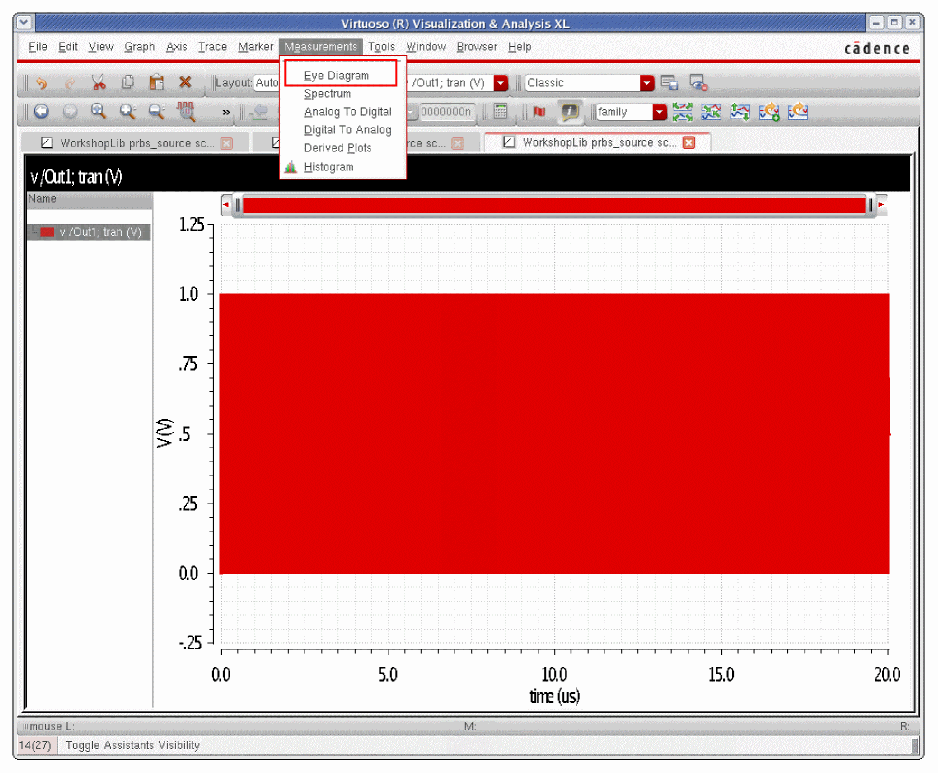 Virtuoso (R) Visualization & Analysis XL
File Edit View Graph Axis Trace Marker Measurements Tools Window Browser Help
cādence
Layout: Auto /Out1; tran (V) Classic
» 0000000n family
Eye Diagram
Spectrum
Analog To Digital
Digital To Analog
Derived Plots
Histogram
WorkshopLib prbs_source sc... rce sc... WorkshopLib prbs_source sc...
v /Out1; tran (V)
Name
v /Out1; tran (V)
1.25
1.0
.75
.5
.25
0.0
-.25
V (V)
0.0 5.0 10.0 15.0 20.0
time (us)
mouse L: M: R:
14(27) Toggle Assistants Visibility